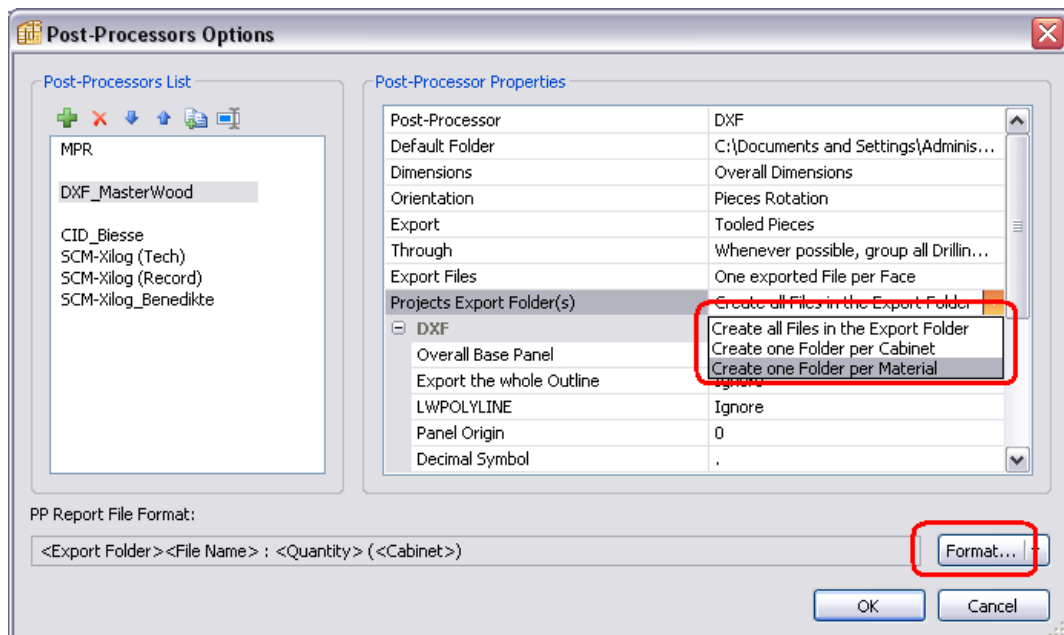 Post-Processors Options
Post-Processors List
MPR
DXF_MasterWood
CID_Biesse
SCM-Xilog (Tech)
SCM-Xilog (Record)
SCM-Xilog_Benedikte
Post-Processor Properties
Post-Processor DXF
Default Folder C:\Documents and Settings\Adminis...
Dimensions Overall Dimensions
Orientation Pieces Rotation
Export Tooled Pieces
Through Whenever possible, group all Drillin...
Export Files One exported File per Face
Projects Export Folder(s) Create all Files in the Export Folder
Create all Files in the Export Folder
DXF
Create one Folder per Cabinet
Overall Base Panel
Create one Folder per Material
Export the whole Outline Ignore
LWPOLYLINE Ignore
Panel Origin 0
Decimal Symbol .
PP Report File Format:
<Export Folder><File Name> : <Quantity> (<Cabinet>)
Format...
OK Cancel